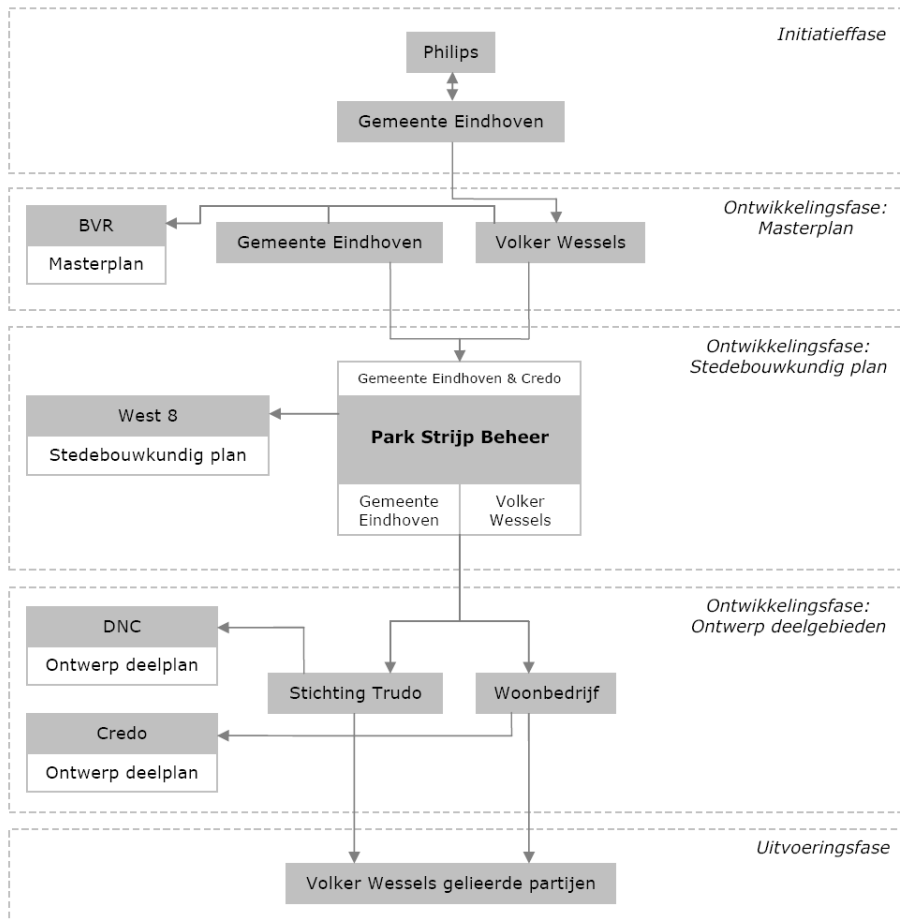 Initiatieffase
Philips
Gemeente Eindhoven
Ontwikkelingsfase:
Masterplan
BVR
Masterplan
Gemeente Eindhoven
Volker Wessels
Ontwikkelingsfase:
Stedebouwkundig plan
Gemeente Eindhoven & Credo
West 8
Stedebouwkundig plan
Park Strijp Beheer
Gemeente
Eindhoven
Volker
Wessels
Ontwikkelingsfase:
Ontwerp deelgebieden
DNC
Ontwerp deelplan
Stichting Trudo
Woonbedrijf
Credo
Ontwerp deelplan
Uitvoeringsfase
Volker Wessels gelieerde partijen